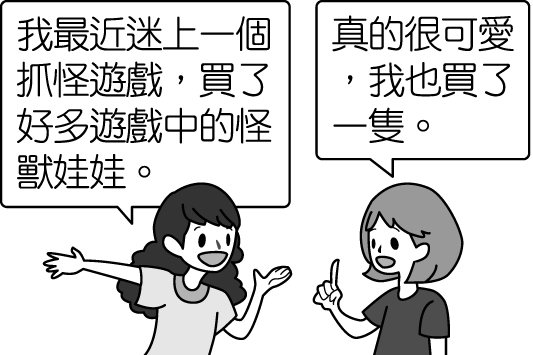 我最近迷上一個
抓怪遊戲，買了
好多遊戲中的怪
獸娃娃。
真的很可愛
，我也買了
一隻。